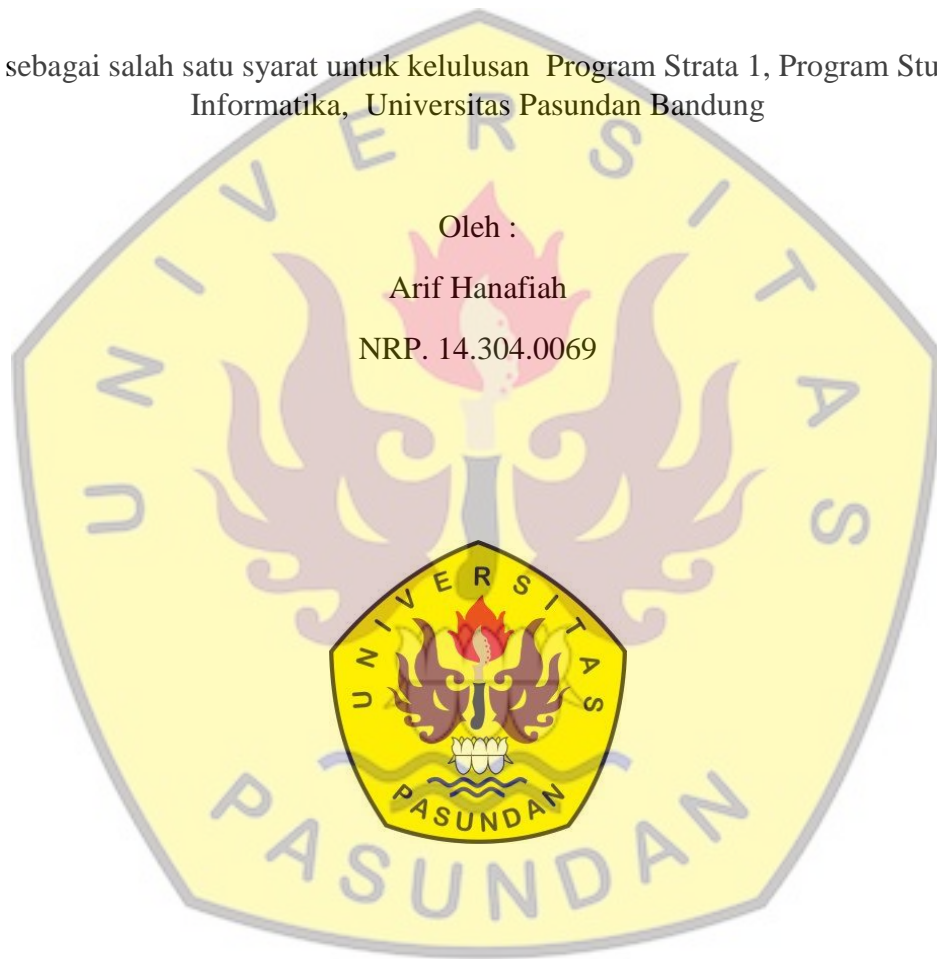 sebagai salah satu syarat untuk kelulusan Program Strata 1, Program Stu
Informatika, Universitas Pasundan Bandung
Oleh :
Arif Hanafiah
NRP. 14.304.0069
UNIVERSITAS
PASUNDAN
UNIVERSITAS
PASUNDAN